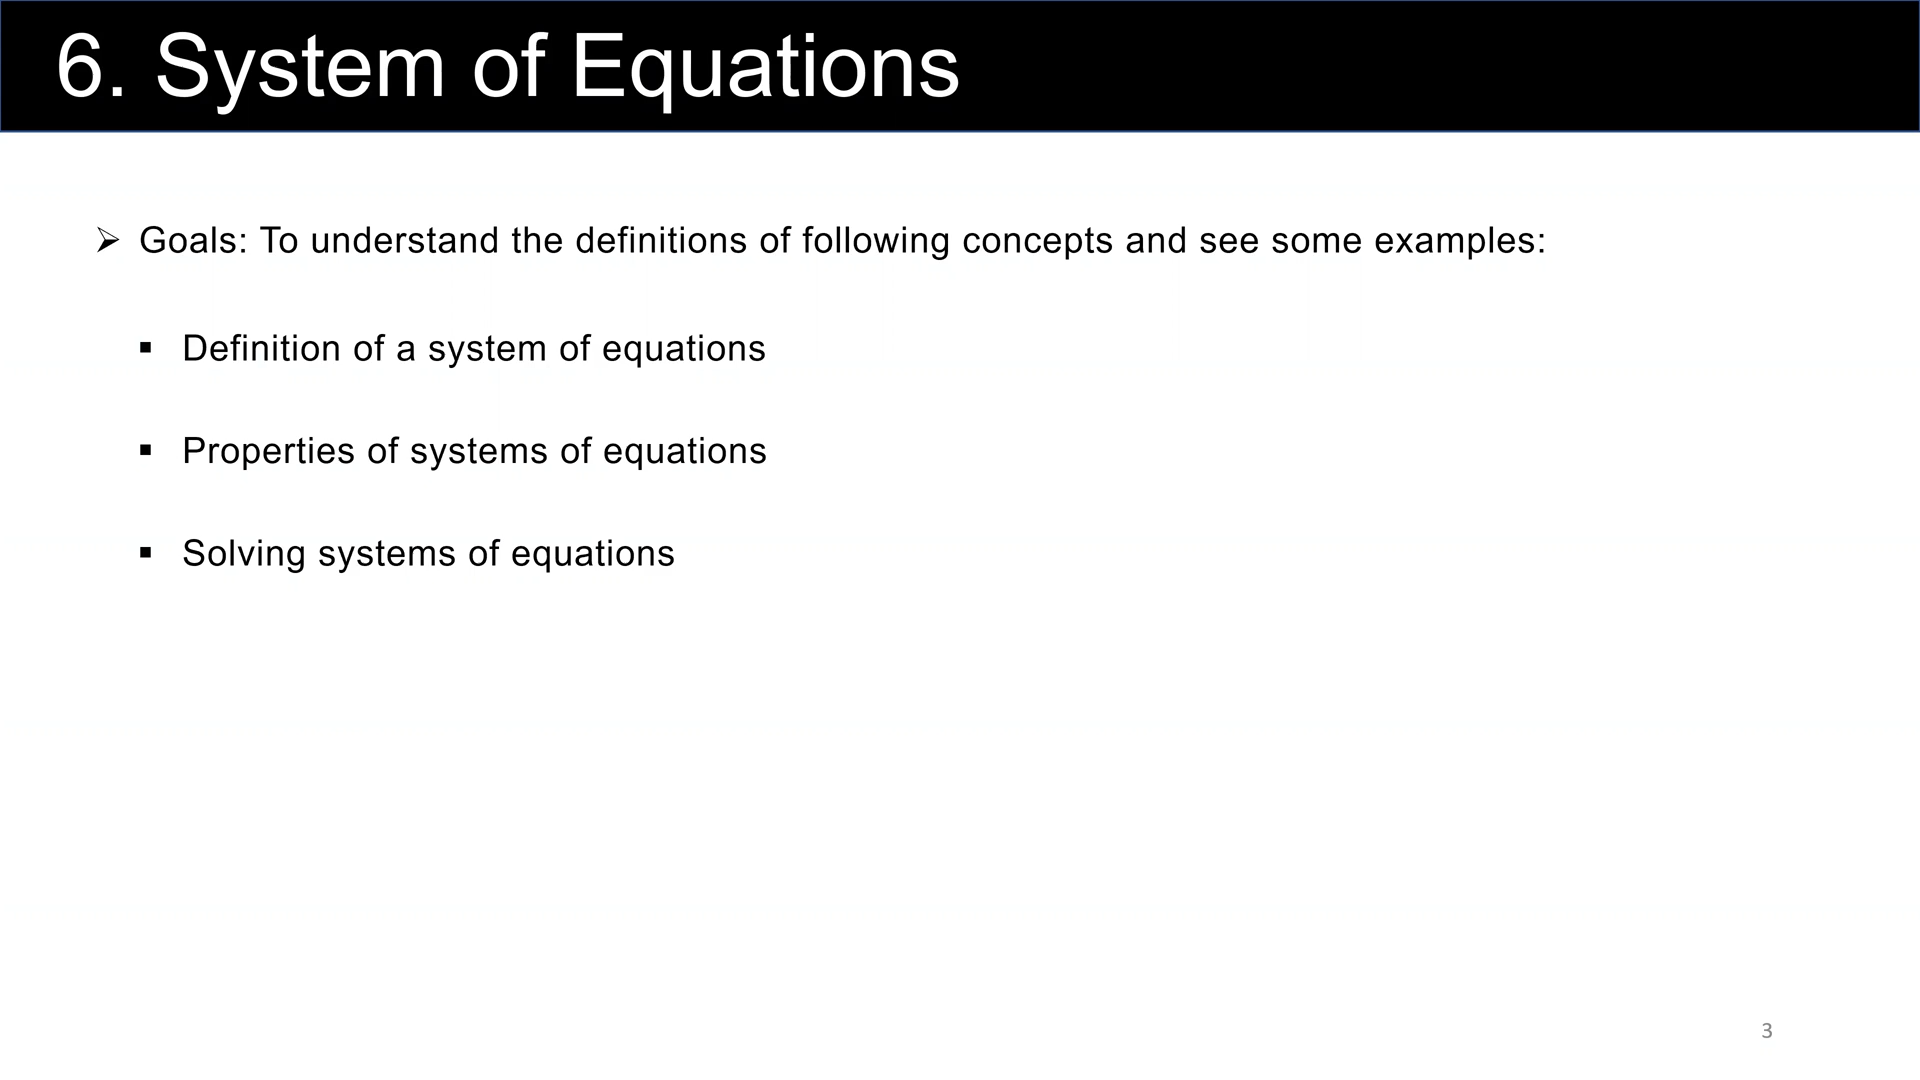 6. System of Equations
➢ Goals: To understand the definitions of following concepts and see some examples:
▪ Definition of a system of equations
▪ Properties of systems of equations
▪ Solving systems of equations
3